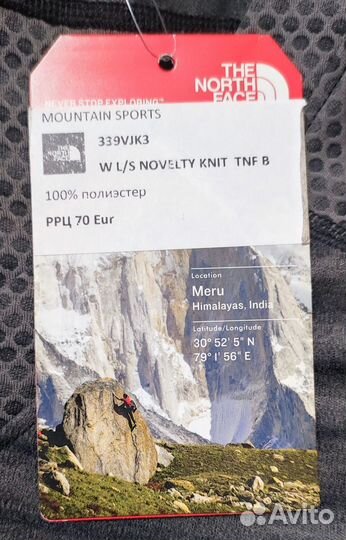 THE
NORTH
FACE
NEVER STOP EXPLORING™
MOUNTAIN SPORTS
339VJK3
W L/S NOVELTY KNIT TNF B
100% полиэстер
РРЦ 70 Eur
Location
Meru
Himalayas, India
Latitude/Longitude
30° 52' 5" N
79° 1' 56" E
Avito